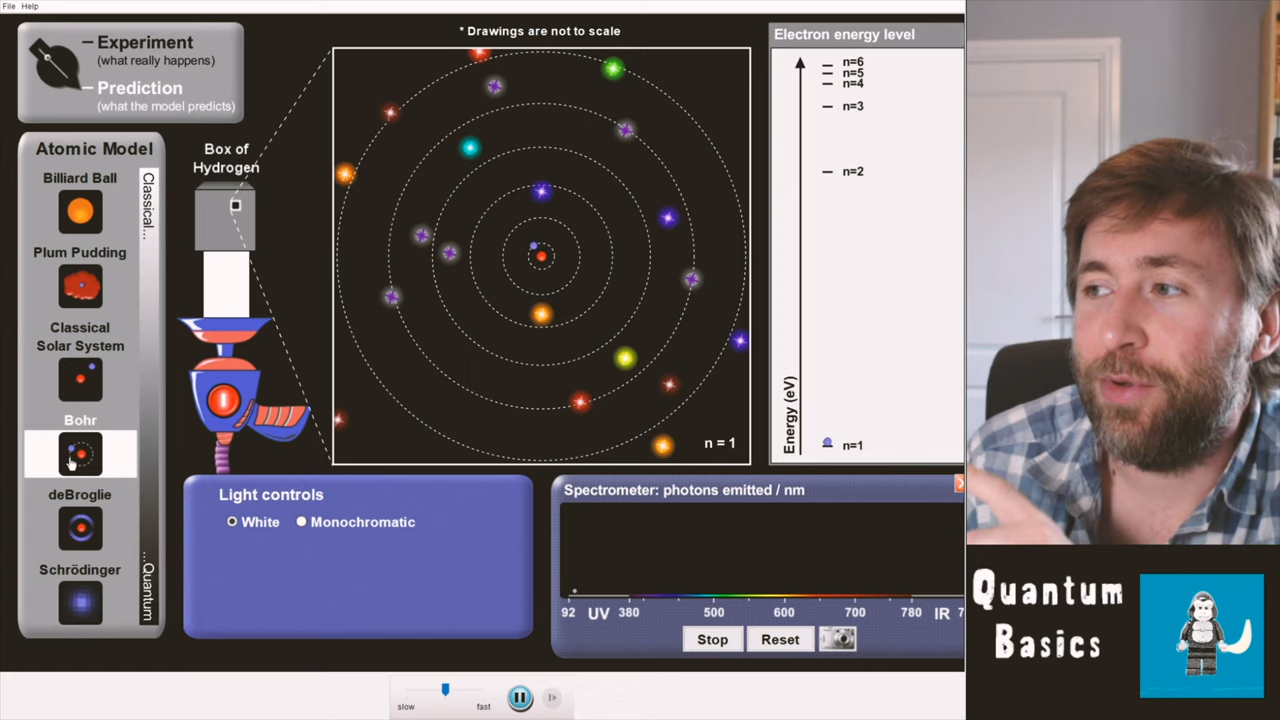 File Help
Experiment
(what really happens)
Prediction
(what the model predicts)
Atomic Model
Billiard Ball
Plum Pudding
Classical
Solar System
Bohr
deBroglie
Schrödinger
Classical...
...Quantum
Box of
Hydrogen
* Drawings are not to scale
n = 1
Electron energy level
n=6
n=5
n=4
n=3
n=2
n=1
Energy (eV)
Light controls
White Monochromatic
Spectrometer: photons emitted / nm
92 UV 380 500 600 700 780 IR 7
Stop Reset
slow fast
Quantum
Basics